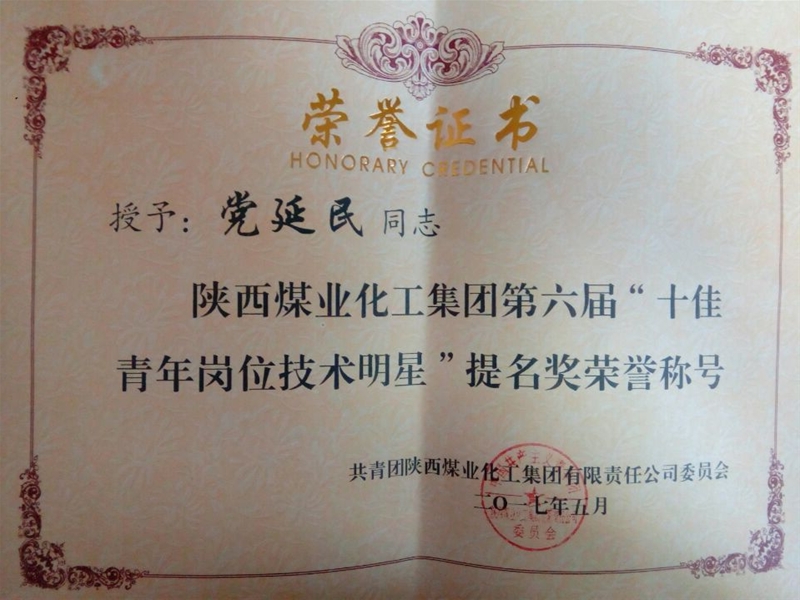 荣誉证书
HONORARY CREDENTIAL
授予：党延民同志
陕西煤业化工集团第六届“十佳
青年岗位技术明星”提名奖荣誉称号
共青团陕西煤业化工集团有限责任公司委员会
二〇一七年五月
委员会